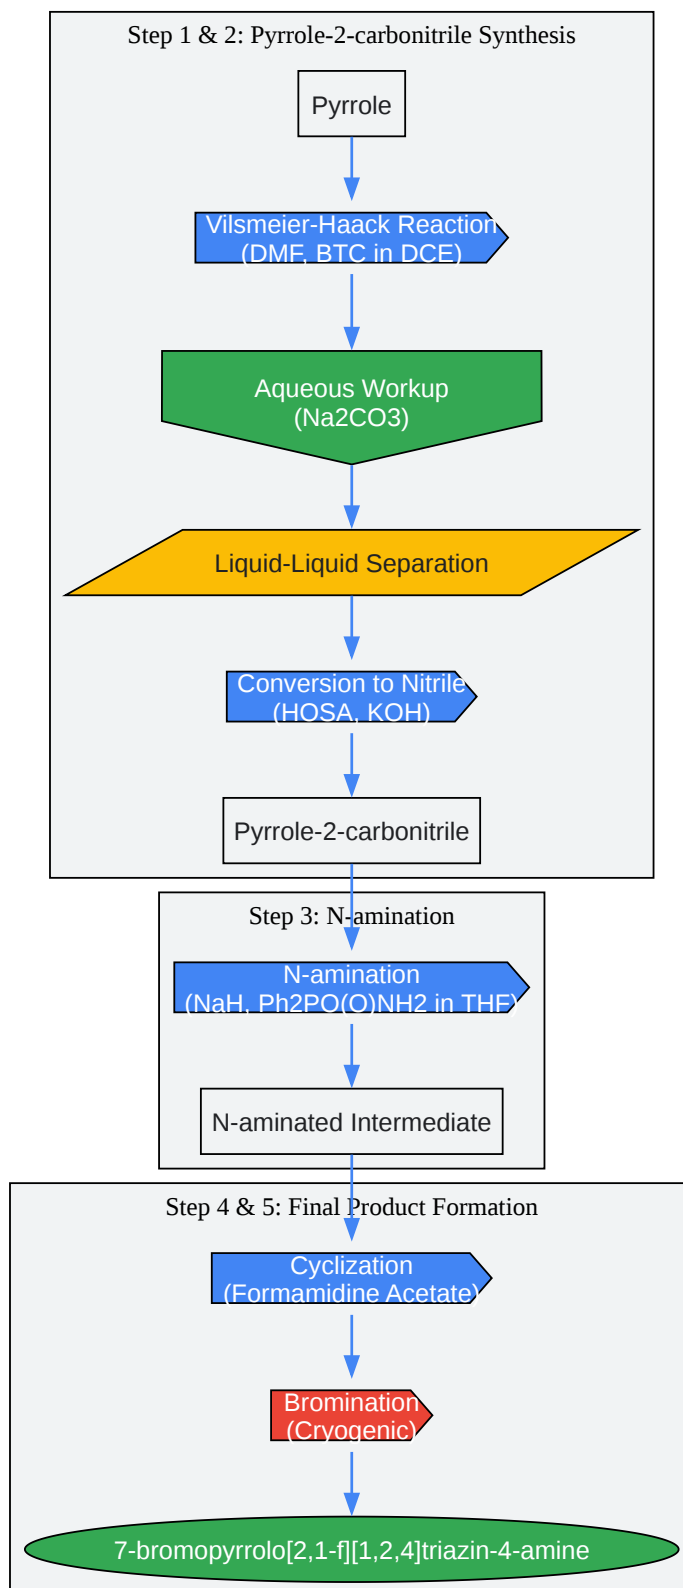 Step 1 & 2: Pyrrole-2-carbonitrile Synthesis
Pyrrole
Vilsmeier-Haack Reaction
(DMF, BTC in DCE)
Aqueous Workup
(Na2CO3)
Liquid-Liquid Separation
Conversion to Nitrile
(HOSA, KOH)
Pyrrole-2-carbonitrile
Step 3: N-amination
N-amination
(NaH, Ph2PO(O)NH2 in THF)
N-aminated Intermediate
Step 4 & 5: Final Product Formation
Cyclization
(Formamidine Acetate)
Bromination
(Cryogenic)
7-bromopyrrolo[2,1-f][1,2,4]triazin-4-amine